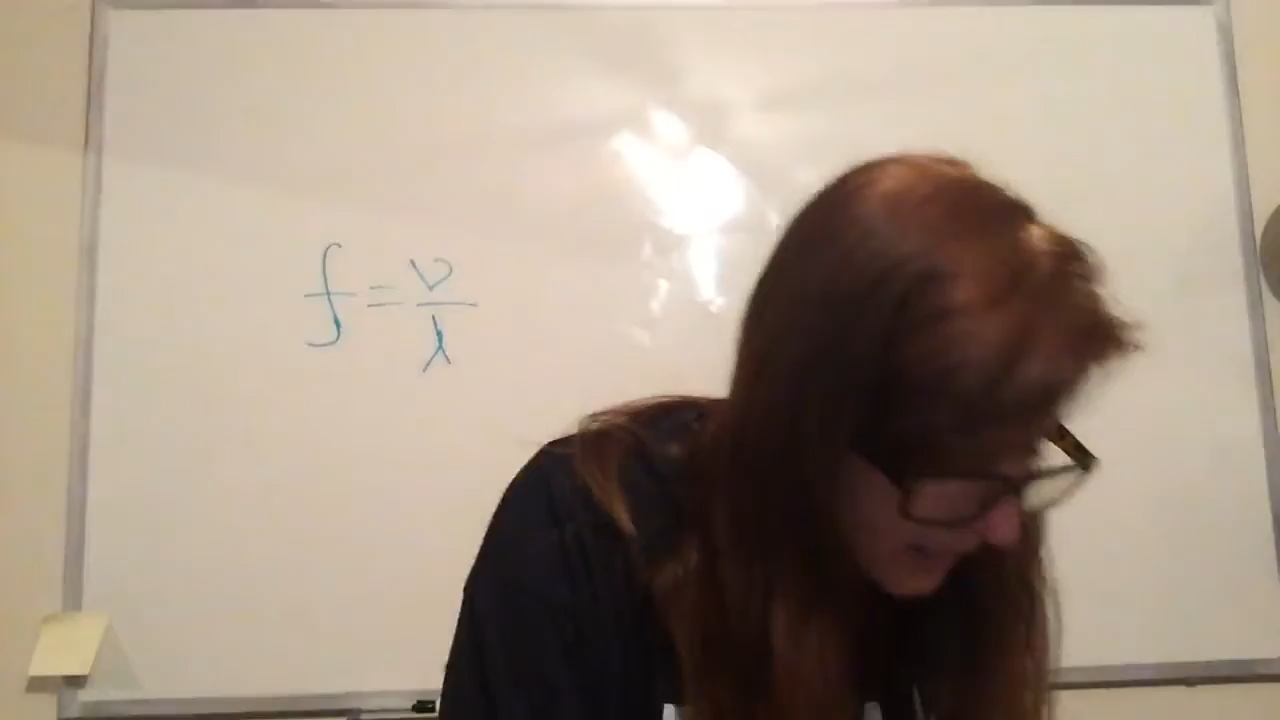 f = v/λ